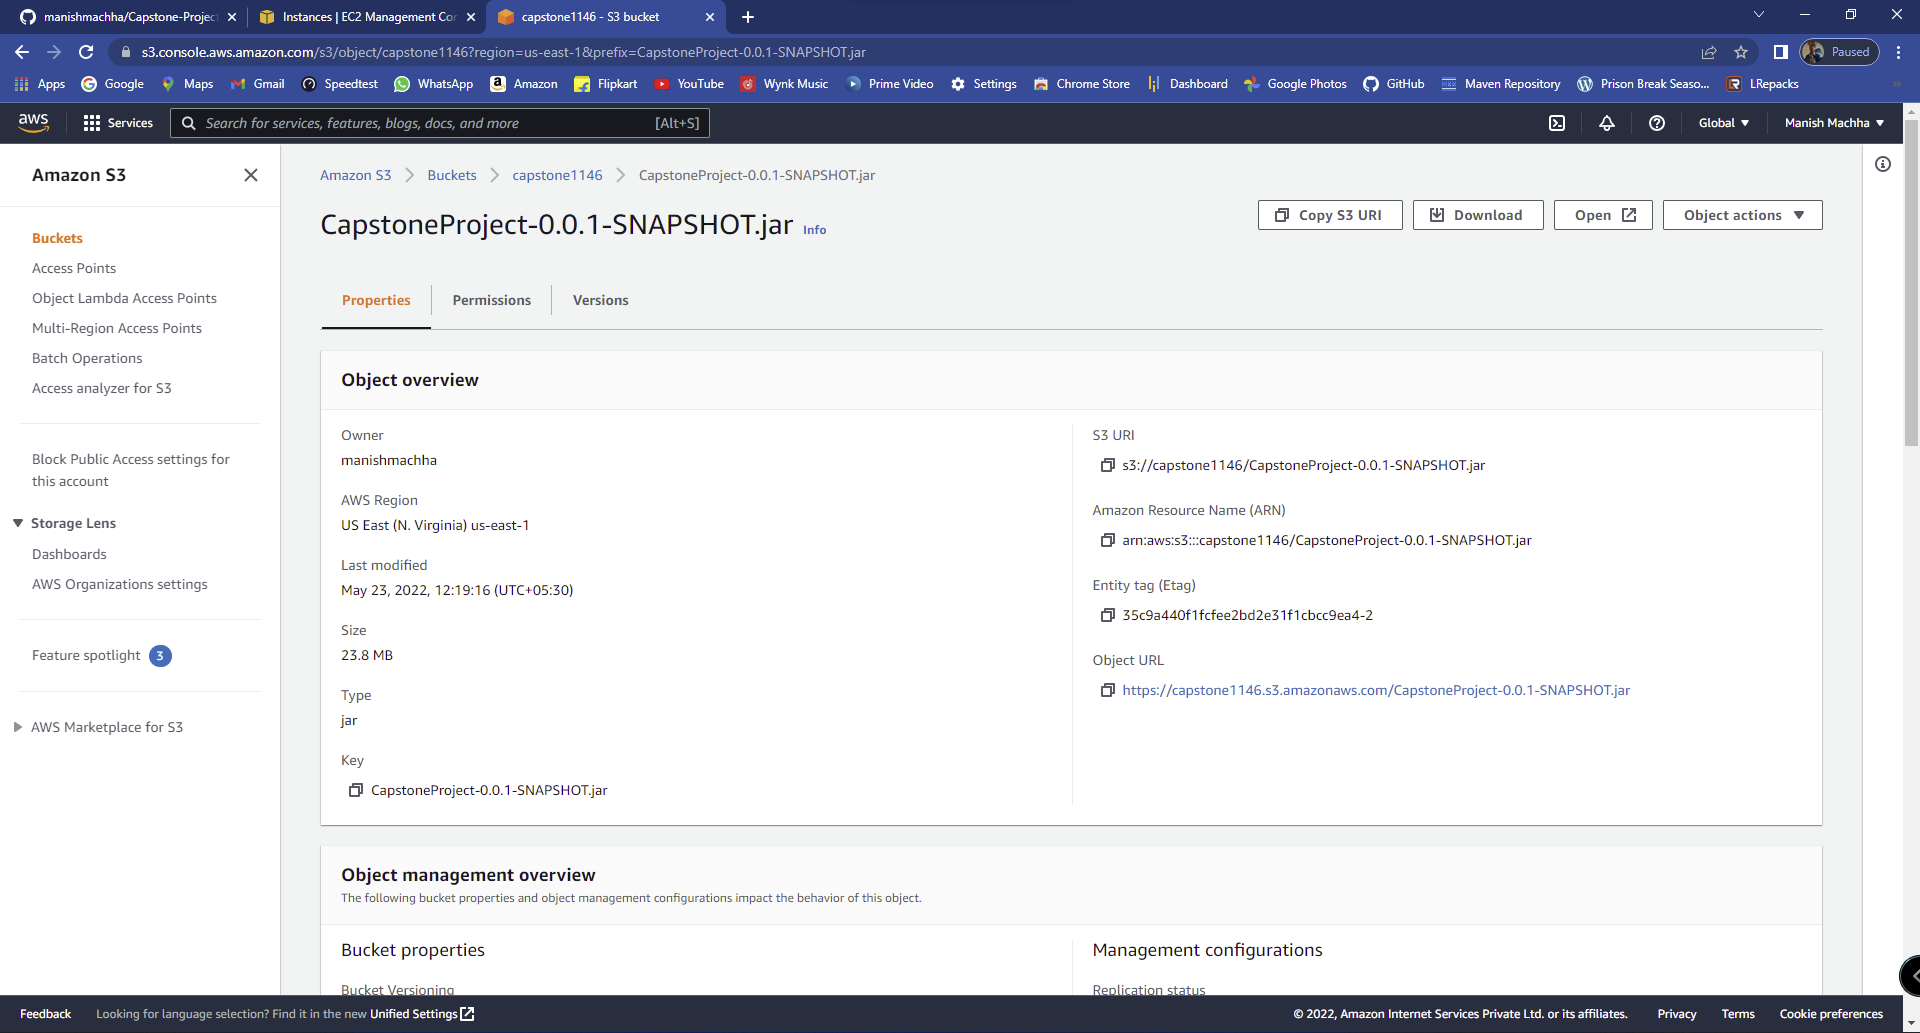 manishmachha/Capstone-Project
Instances | EC2 Management Con
capstone1146 - S3 bucket
s3.console.aws.amazon.com/s3/object/capstone1146?region=us-east-1&prefix=CapstoneProject-0.0.1-SNAPSHOT.jar
Paused
Apps Google Maps Gmail Speedtest WhatsApp Amazon Flipkart YouTube Wynk Music Prime Video Settings Chrome Store Dashboard Google Photos GitHub Maven Repository Prison Break Seaso... LRepacks
aws Services Search for services, features, blogs, docs, and more [Alt+S] Global Manish Machha
Amazon S3
Buckets
Access Points
Object Lambda Access Points
Multi-Region Access Points
Batch Operations
Access analyzer for S3
Block Public Access settings for
this account
Storage Lens
Dashboards
AWS Organizations settings
Feature spotlight 3
AWS Marketplace for S3
Amazon S3 Buckets capstone1146 CapstoneProject-0.0.1-SNAPSHOT.jar
CapstoneProject-0.0.1-SNAPSHOT.jar Info
Copy S3 URI Download Open Object actions
Properties Permissions Versions
Object overview
Owner
manishmachha
AWS Region
US East (N. Virginia) us-east-1
Last modified
May 23, 2022, 12:19:16 (UTC+05:30)
Size
23.8 MB
Type
jar
Key
CapstoneProject-0.0.1-SNAPSHOT.jar
S3 URI
s3://capstone1146/CapstoneProject-0.0.1-SNAPSHOT.jar
Amazon Resource Name (ARN)
arn:aws:s3:::capstone1146/CapstoneProject-0.0.1-SNAPSHOT.jar
Entity tag (Etag)
35c9a440f1fcfee2bd2e31f1cbcc9ea4-2
Object URL
https://capstone1146.s3.amazonaws.com/CapstoneProject-0.0.1-SNAPSHOT.jar
Object management overview
The following bucket properties and object management configurations impact the behavior of this object.
Bucket properties
Bucket Versioning
Management configurations
Replication status
Feedback Looking for language selection? Find it in the new Unified Settings © 2022, Amazon Internet Services Private Ltd. or its affiliates. Privacy Terms Cookie preferences